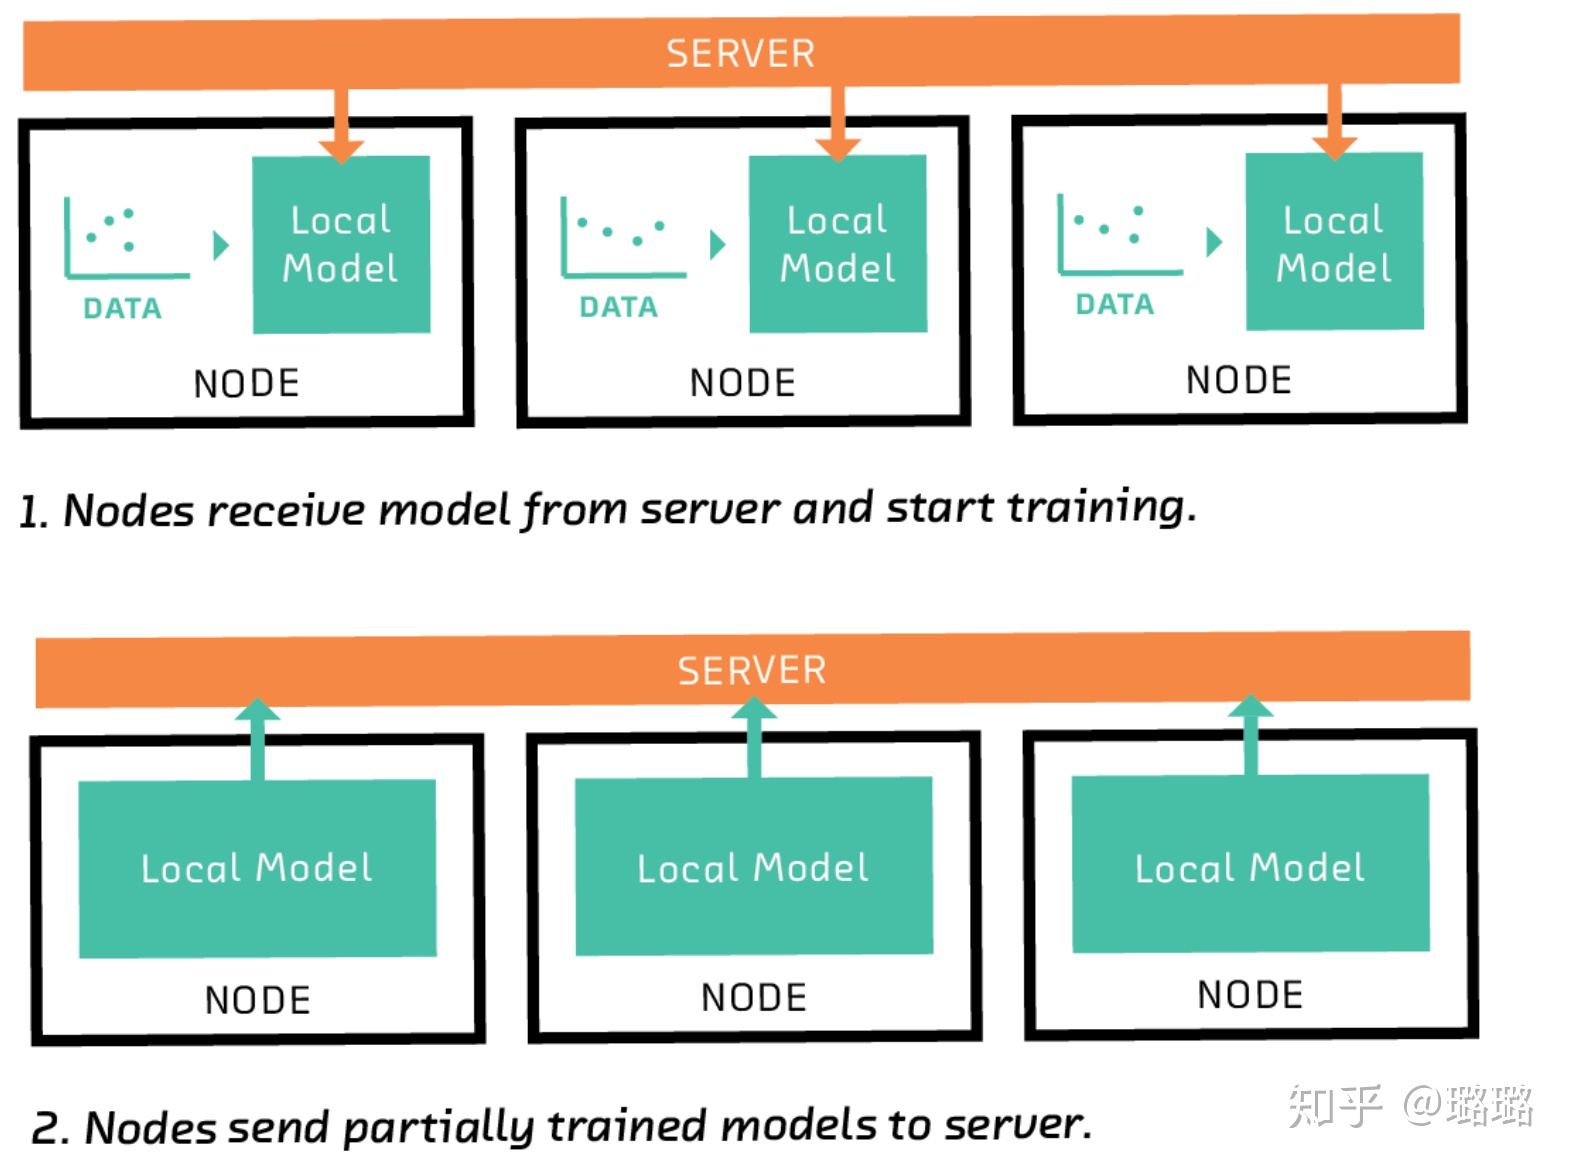 SERVER
Local
Model
DATA
NODE
Local
Model
DATA
NODE
Local
Model
DATA
NODE
1. Nodes receive model from server and start training.
SERVER
Local Model
NODE
Local Model
NODE
Local Model
NODE
2. Nodes send partially trained models to server.
知乎 @璐璐